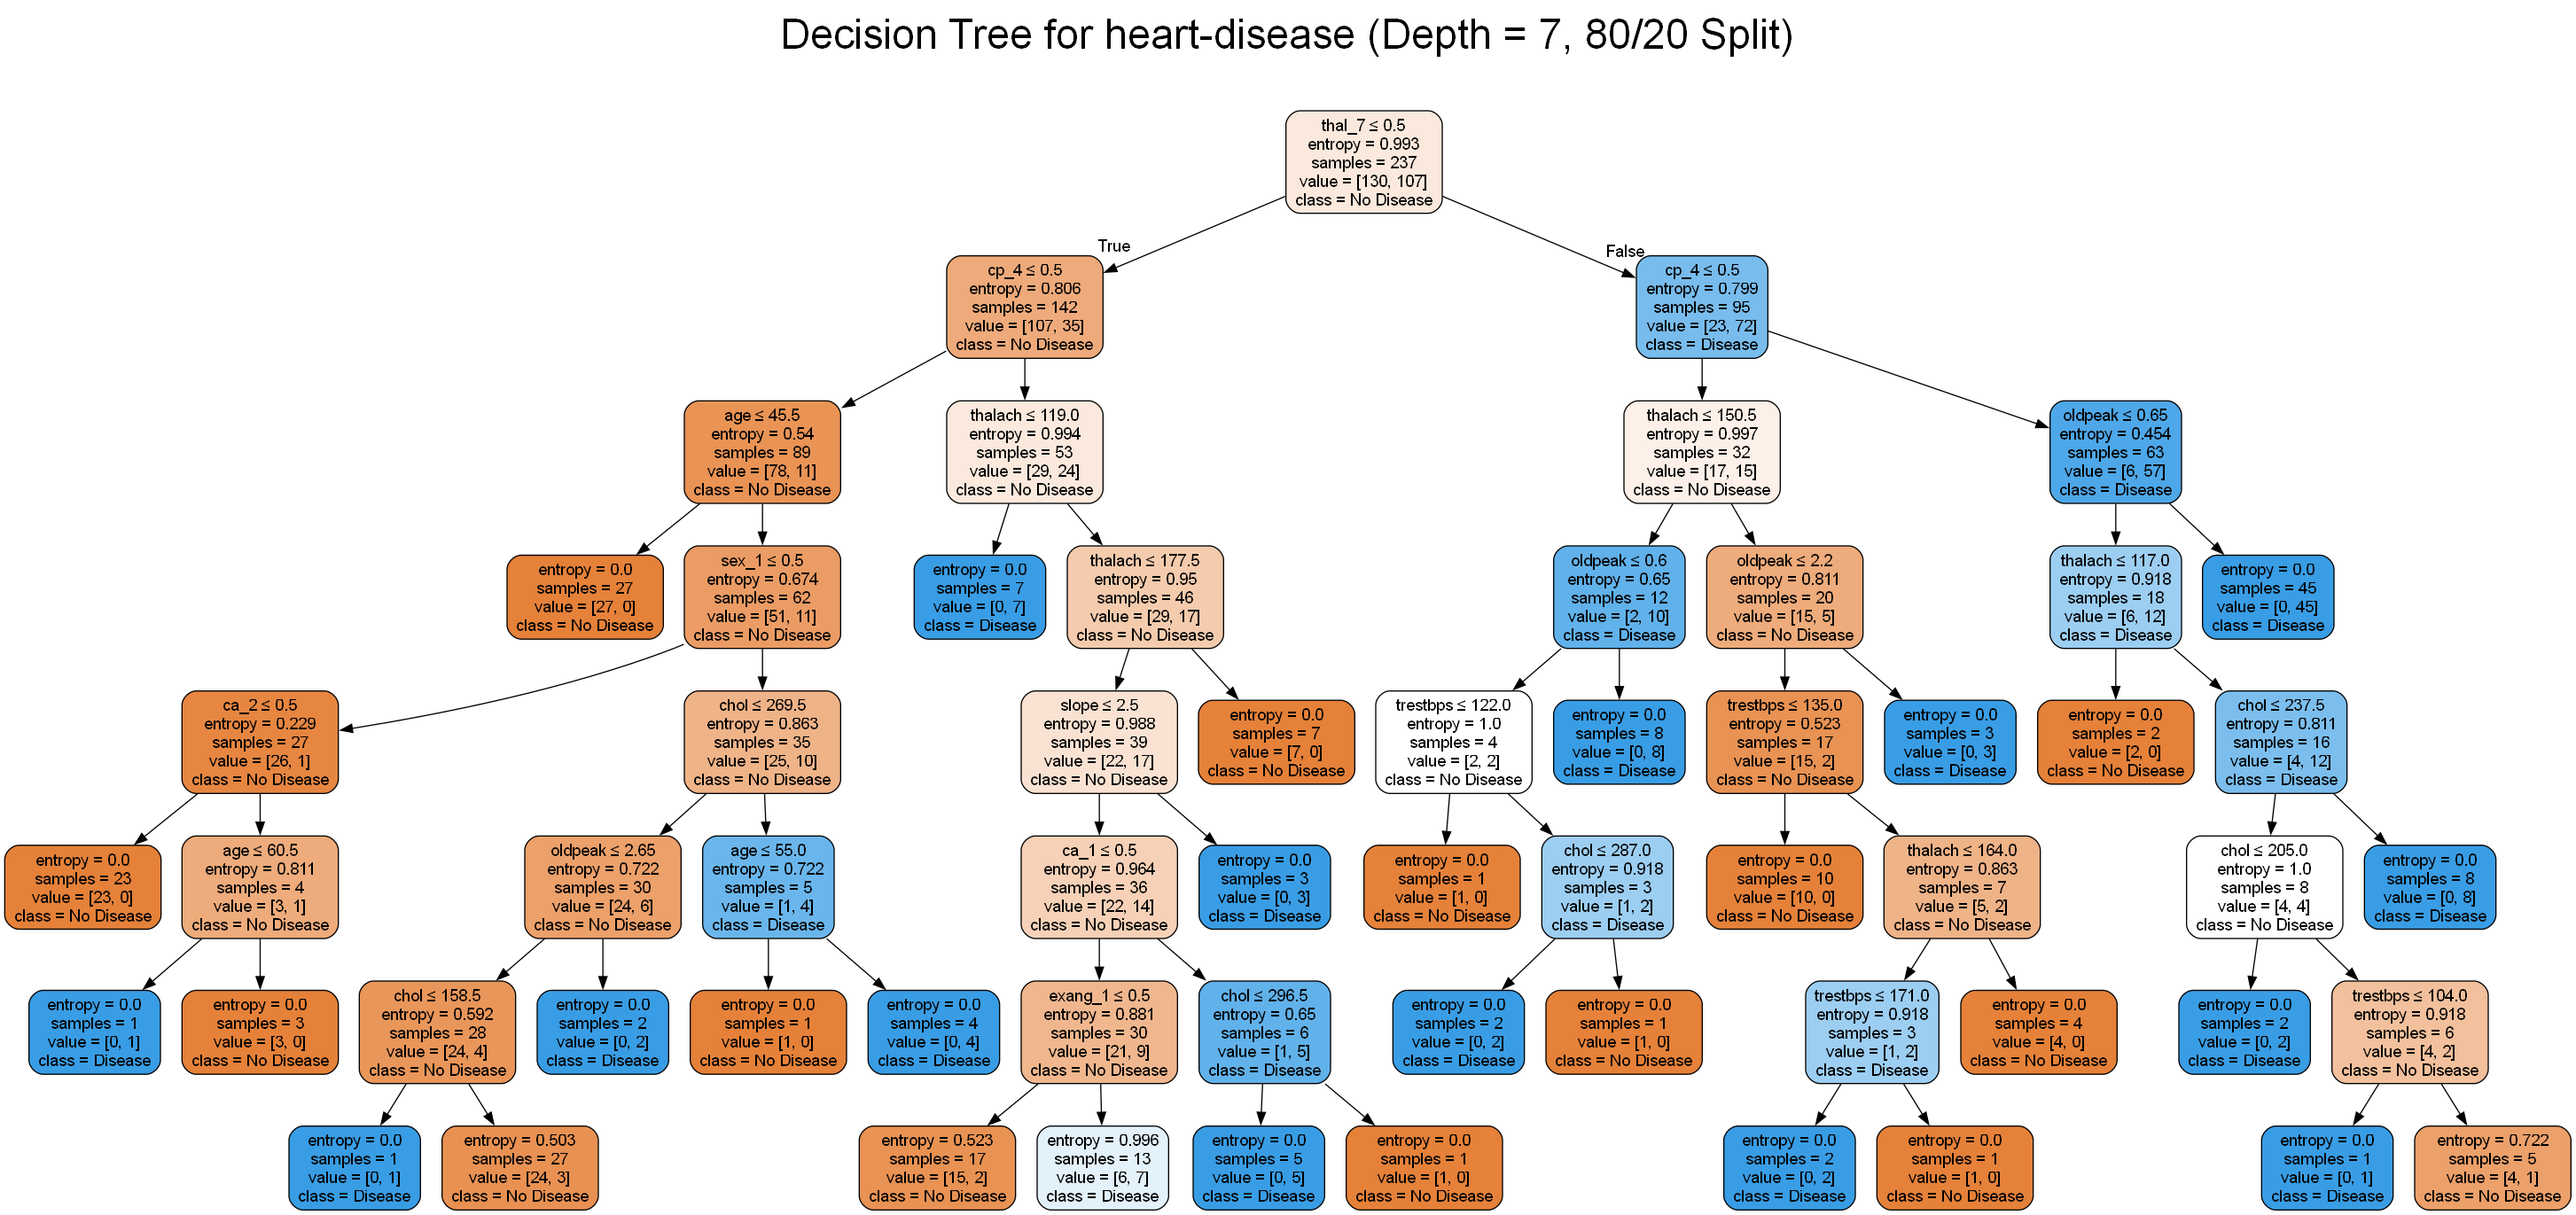 Decision Tree for heart-disease (Depth = 7, 80/20 Split)
thal_7 ≤ 0.5
entropy = 0.993
samples = 237
value = [130, 107]
class = No Disease
True
False
cp_4 ≤ 0.5
entropy = 0.806
samples = 142
value = [107, 35]
class = No Disease
cp_4 ≤ 0.5
entropy = 0.799
samples = 95
value = [23, 72]
class = Disease
age ≤ 45.5
entropy = 0.54
samples = 89
value = [78, 11]
class = No Disease
thalach ≤ 119.0
entropy = 0.994
samples = 53
value = [29, 24]
class = No Disease
thalach ≤ 150.5
entropy = 0.997
samples = 32
value = [17, 15]
class = No Disease
oldpeak ≤ 0.65
entropy = 0.454
samples = 63
value = [6, 57]
class = Disease
entropy = 0.0
samples = 27
value = [27, 0]
class = No Disease
sex_1 ≤ 0.5
entropy = 0.674
samples = 62
value = [51, 11]
class = No Disease
entropy = 0.0
samples = 7
value = [0, 7]
class = Disease
thalach ≤ 177.5
entropy = 0.95
samples = 46
value = [29, 17]
class = No Disease
oldpeak ≤ 0.6
entropy = 0.65
samples = 12
value = [2, 10]
class = Disease
oldpeak ≤ 2.2
entropy = 0.811
samples = 20
value = [15, 5]
class = No Disease
thalach ≤ 117.0
entropy = 0.918
samples = 18
value = [6, 12]
class = Disease
entropy = 0.0
samples = 45
value = [0, 45]
class = Disease
ca_2 ≤ 0.5
entropy = 0.229
samples = 27
value = [26, 1]
class = No Disease
chol ≤ 269.5
entropy = 0.863
samples = 35
value = [25, 10]
class = No Disease
slope ≤ 2.5
entropy = 0.988
samples = 39
value = [22, 17]
class = No Disease
entropy = 0.0
samples = 7
value = [7, 0]
class = No Disease
trestbps ≤ 122.0
entropy = 1.0
samples = 4
value = [2, 2]
class = No Disease
entropy = 0.0
samples = 8
value = [0, 8]
class = Disease
trestbps ≤ 135.0
entropy = 0.523
samples = 17
value = [15, 2]
class = No Disease
entropy = 0.0
samples = 3
value = [0, 3]
class = Disease
entropy = 0.0
samples = 2
value = [2, 0]
class = No Disease
chol ≤ 237.5
entropy = 0.811
samples = 16
value = [4, 12]
class = Disease
entropy = 0.0
samples = 23
value = [23, 0]
class = No Disease
age ≤ 60.5
entropy = 0.811
samples = 4
value = [3, 1]
class = No Disease
oldpeak ≤ 2.65
entropy = 0.722
samples = 30
value = [24, 6]
class = No Disease
age ≤ 55.0
entropy = 0.722
samples = 5
value = [1, 4]
class = Disease
ca_1 ≤ 0.5
entropy = 0.964
samples = 36
value = [22, 14]
class = No Disease
entropy = 0.0
samples = 3
value = [0, 3]
class = Disease
entropy = 0.0
samples = 1
value = [1, 0]
class = No Disease
chol ≤ 287.0
entropy = 0.918
samples = 3
value = [1, 2]
class = Disease
entropy = 0.0
samples = 10
value = [10, 0]
class = No Disease
thalach ≤ 164.0
entropy = 0.863
samples = 7
value = [5, 2]
class = No Disease
chol ≤ 205.0
entropy = 1.0
samples = 8
value = [4, 4]
class = No Disease
entropy = 0.0
samples = 8
value = [0, 8]
class = Disease
entropy = 0.0
samples = 1
value = [0, 1]
class = Disease
entropy = 0.0
samples = 3
value = [3, 0]
class = No Disease
chol ≤ 158.5
entropy = 0.592
samples = 28
value = [24, 4]
class = No Disease
entropy = 0.0
samples = 2
value = [0, 2]
class = Disease
entropy = 0.0
samples = 1
value = [1, 0]
class = No Disease
entropy = 0.0
samples = 4
value = [0, 4]
class = Disease
exang_1 ≤ 0.5
entropy = 0.881
samples = 30
value = [21, 9]
class = No Disease
chol ≤ 296.5
entropy = 0.65
samples = 6
value = [1, 5]
class = Disease
entropy = 0.0
samples = 2
value = [0, 2]
class = Disease
entropy = 0.0
samples = 1
value = [1, 0]
class = No Disease
trestbps ≤ 171.0
entropy = 0.918
samples = 3
value = [1, 2]
class = Disease
entropy = 0.0
samples = 4
value = [4, 0]
class = No Disease
entropy = 0.0
samples = 2
value = [0, 2]
class = Disease
trestbps ≤ 104.0
entropy = 0.918
samples = 6
value = [4, 2]
class = No Disease
entropy = 0.0
samples = 1
value = [0, 1]
class = Disease
entropy = 0.503
samples = 27
value = [24, 3]
class = No Disease
entropy = 0.523
samples = 17
value = [15, 2]
class = No Disease
entropy = 0.996
samples = 13
value = [6, 7]
class = Disease
entropy = 0.0
samples = 5
value = [0, 5]
class = Disease
entropy = 0.0
samples = 1
value = [1, 0]
class = No Disease
entropy = 0.0
samples = 2
value = [0, 2]
class = Disease
entropy = 0.0
samples = 1
value = [1, 0]
class = No Disease
entropy = 0.0
samples = 1
value = [0, 1]
class = Disease
entropy = 0.722
samples = 5
value = [4, 1]
class = No Disease